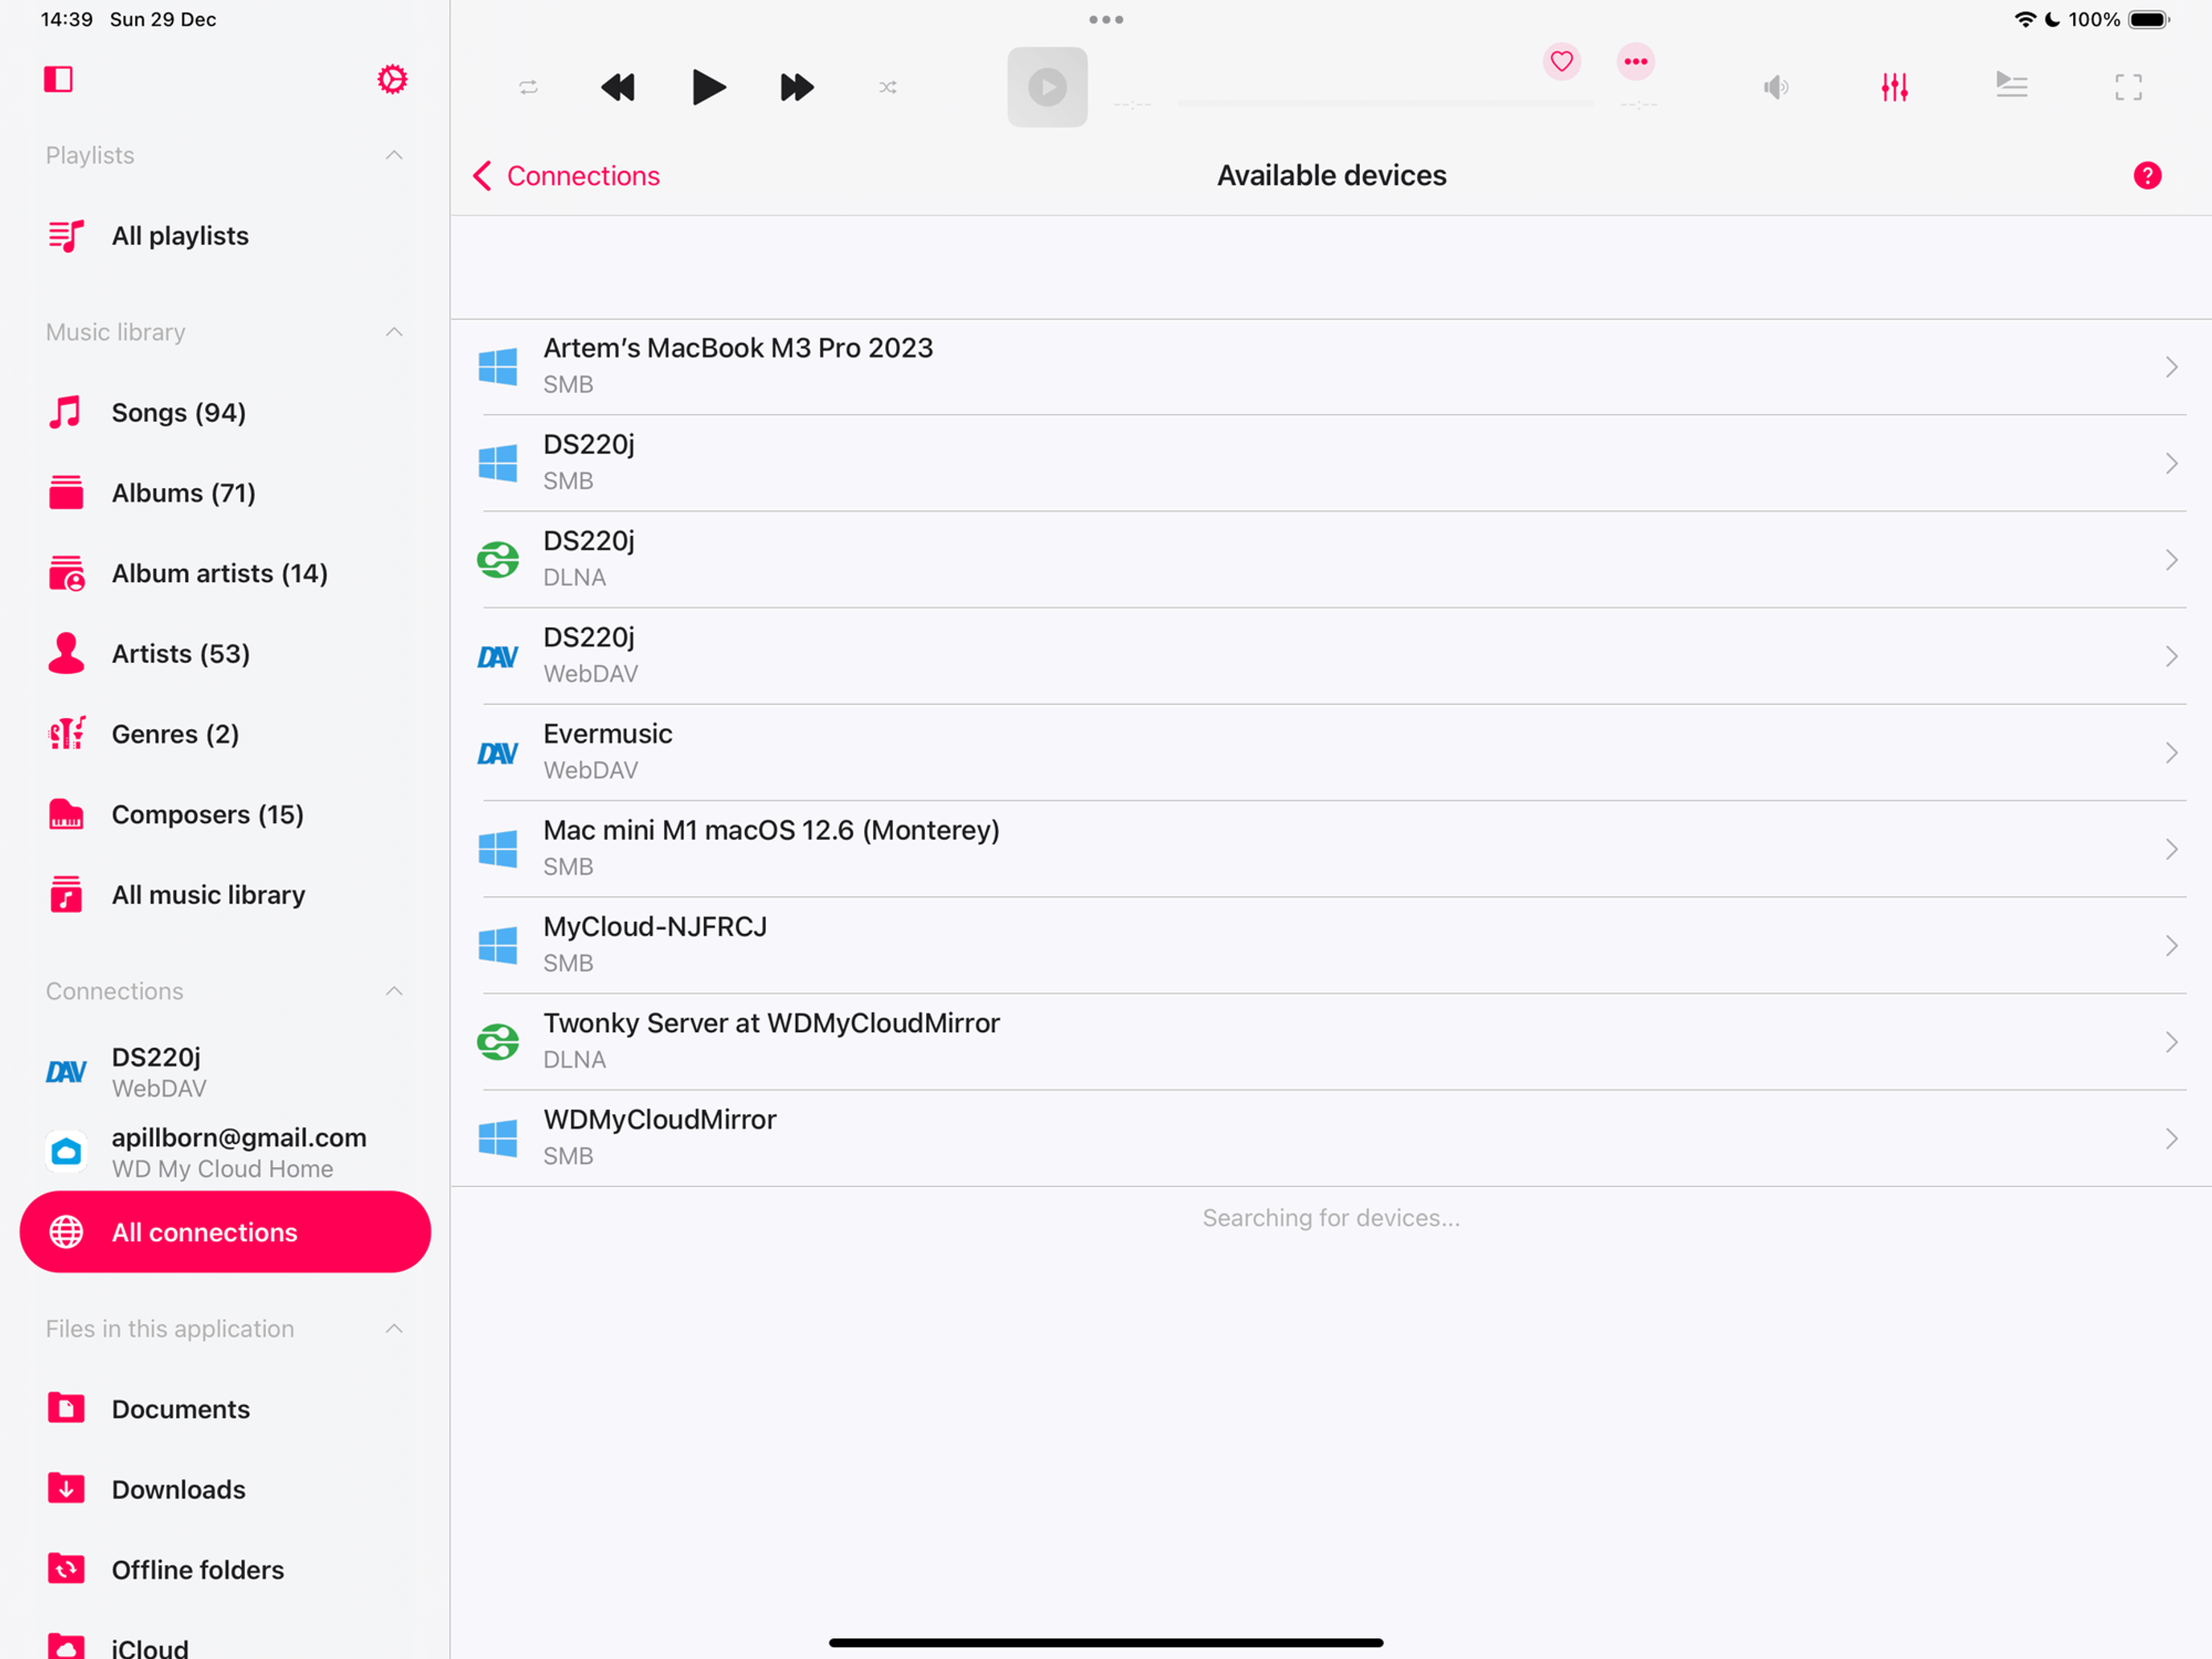 14:39 Sun 29 Dec
100%
Playlists
All playlists
Music library
Songs (94)
Albums (71)
Album artists (14)
Artists (53)
Genres (2)
Composers (15)
All music library
Connections
DAV
DS220j
WebDAV
apillborn@gmail.com
WD My Cloud Home
All connections
Files in this application
Documents
Downloads
Offline folders
iCloud
--:--
--:--
Connections
Available devices
?
Artem’s MacBook M3 Pro 2023
SMB
DS220j
SMB
DS220j
DLNA
DAV
DS220j
WebDAV
DAV
Evermusic
WebDAV
Mac mini M1 macOS 12.6 (Monterey)
SMB
MyCloud-NJFRCJ
SMB
Twonky Server at WDMyCloudMirror
DLNA
WDMyCloudMirror
SMB
Searching for devices...